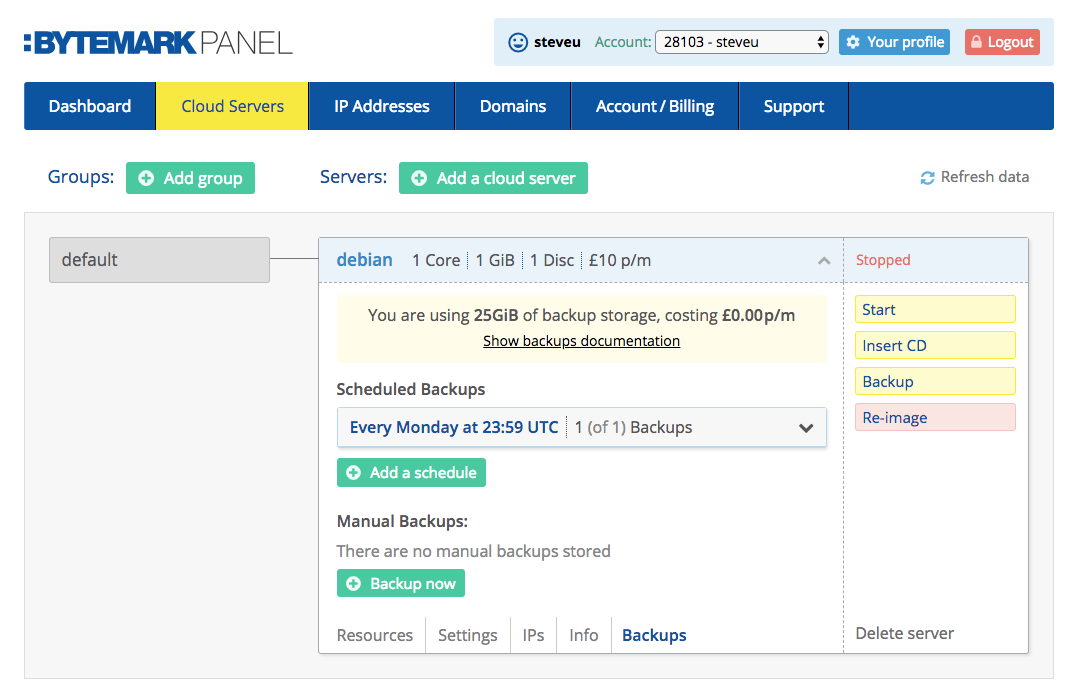 :BYTEMARK PANEL
steveu Account: 28103 - steveu Your profile Logout
Dashboard Cloud Servers IP Addresses Domains Account / Billing Support
Groups: Add group Servers: Add a cloud server Refresh data
default
debian 1 Core 1 GiB 1 Disc £10 p/m
Stopped
You are using 25GiB of backup storage, costing £0.00p/m
Show backups documentation
Scheduled Backups
Every Monday at 23:59 UTC 1 (of 1) Backups
Add a schedule
Manual Backups:
There are no manual backups stored
Backup now
Resources Settings IPs Info Backups
Start
Insert CD
Backup
Re-image
Delete server